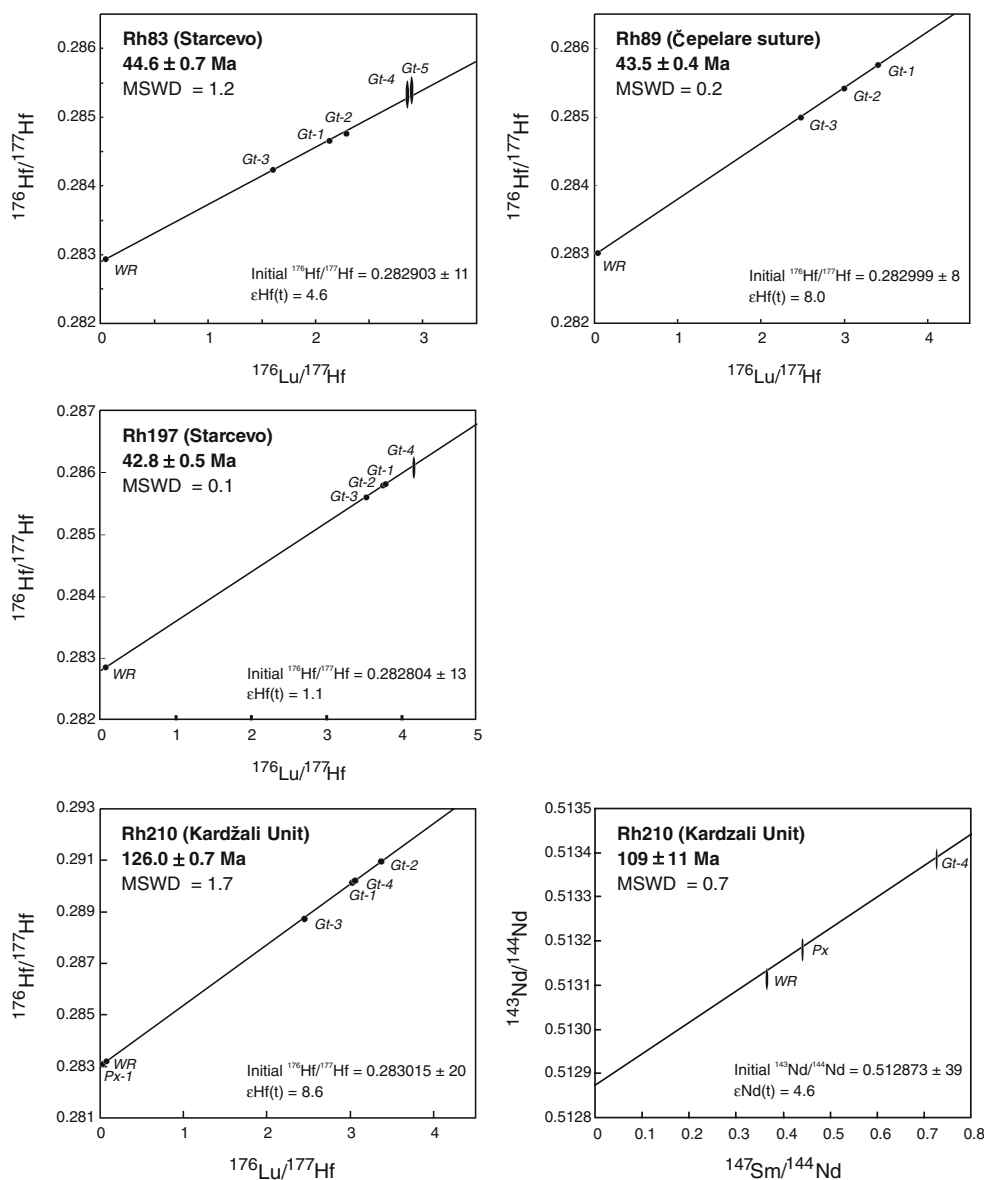 0.286
0.285
0.284
0.283
0.282
¹⁷⁶Hf/¹⁷⁷Hf
Rh83 (Starcevo)
44.6 ± 0.7 Ma
MSWD = 1.2
Gt-5
Gt-4
Gt-2
Gt-1
Gt-3
WR
Initial ¹⁷⁶Hf/¹⁷⁷Hf = 0.282903 ± 11
εHf(t) = 4.6
0 1 2 3
¹⁷⁶Lu/¹⁷⁷Hf
0.286
0.285
0.284
0.283
0.282
¹⁷⁶Hf/¹⁷⁷Hf
Rh89 (Čepelare suture)
43.5 ± 0.4 Ma
MSWD = 0.2
Gt-1
Gt-2
Gt-3
WR
Initial ¹⁷⁶Hf/¹⁷⁷Hf = 0.282999 ± 8
εHf(t) = 8.0
0 1 2 3 4
¹⁷⁶Lu/¹⁷⁷Hf
0.287
0.286
0.285
0.284
0.283
0.282
¹⁷⁶Hf/¹⁷⁷Hf
Rh197 (Starcevo)
42.8 ± 0.5 Ma
MSWD = 0.1
Gt-4
Gt-1
Gt-2
Gt-3
WR
Initial ¹⁷⁶Hf/¹⁷⁷Hf = 0.282804 ± 13
εHf(t) = 1.1
0 1 2 3 4 5
¹⁷⁶Lu/¹⁷⁷Hf
0.293
0.291
0.289
0.287
0.285
0.283
0.281
¹⁷⁶Hf/¹⁷⁷Hf
Rh210 (Kardžali Unit)
126.0 ± 0.7 Ma
MSWD = 1.7
Gt-2
Gt-4
Gt-1
Gt-3
WR
Px-1
Initial ¹⁷⁶Hf/¹⁷⁷Hf = 0.283015 ± 20
εHf(t) = 8.6
0 1 2 3 4
¹⁷⁶Lu/¹⁷⁷Hf
0.5135
0.5134
0.5133
0.5132
0.5131
0.5130
0.5129
0.5128
¹⁴³Nd/¹⁴⁴Nd
Rh210 (Kardzali Unit)
109 ± 11 Ma
MSWD = 0.7
Gt-4
Px
WR
Initial ¹⁴³Nd/¹⁴⁴Nd = 0.512873 ± 39
εNd(t) = 4.6
0 0.1 0.2 0.3 0.4 0.5 0.6 0.7 0.8
¹⁴⁷Sm/¹⁴⁴Nd